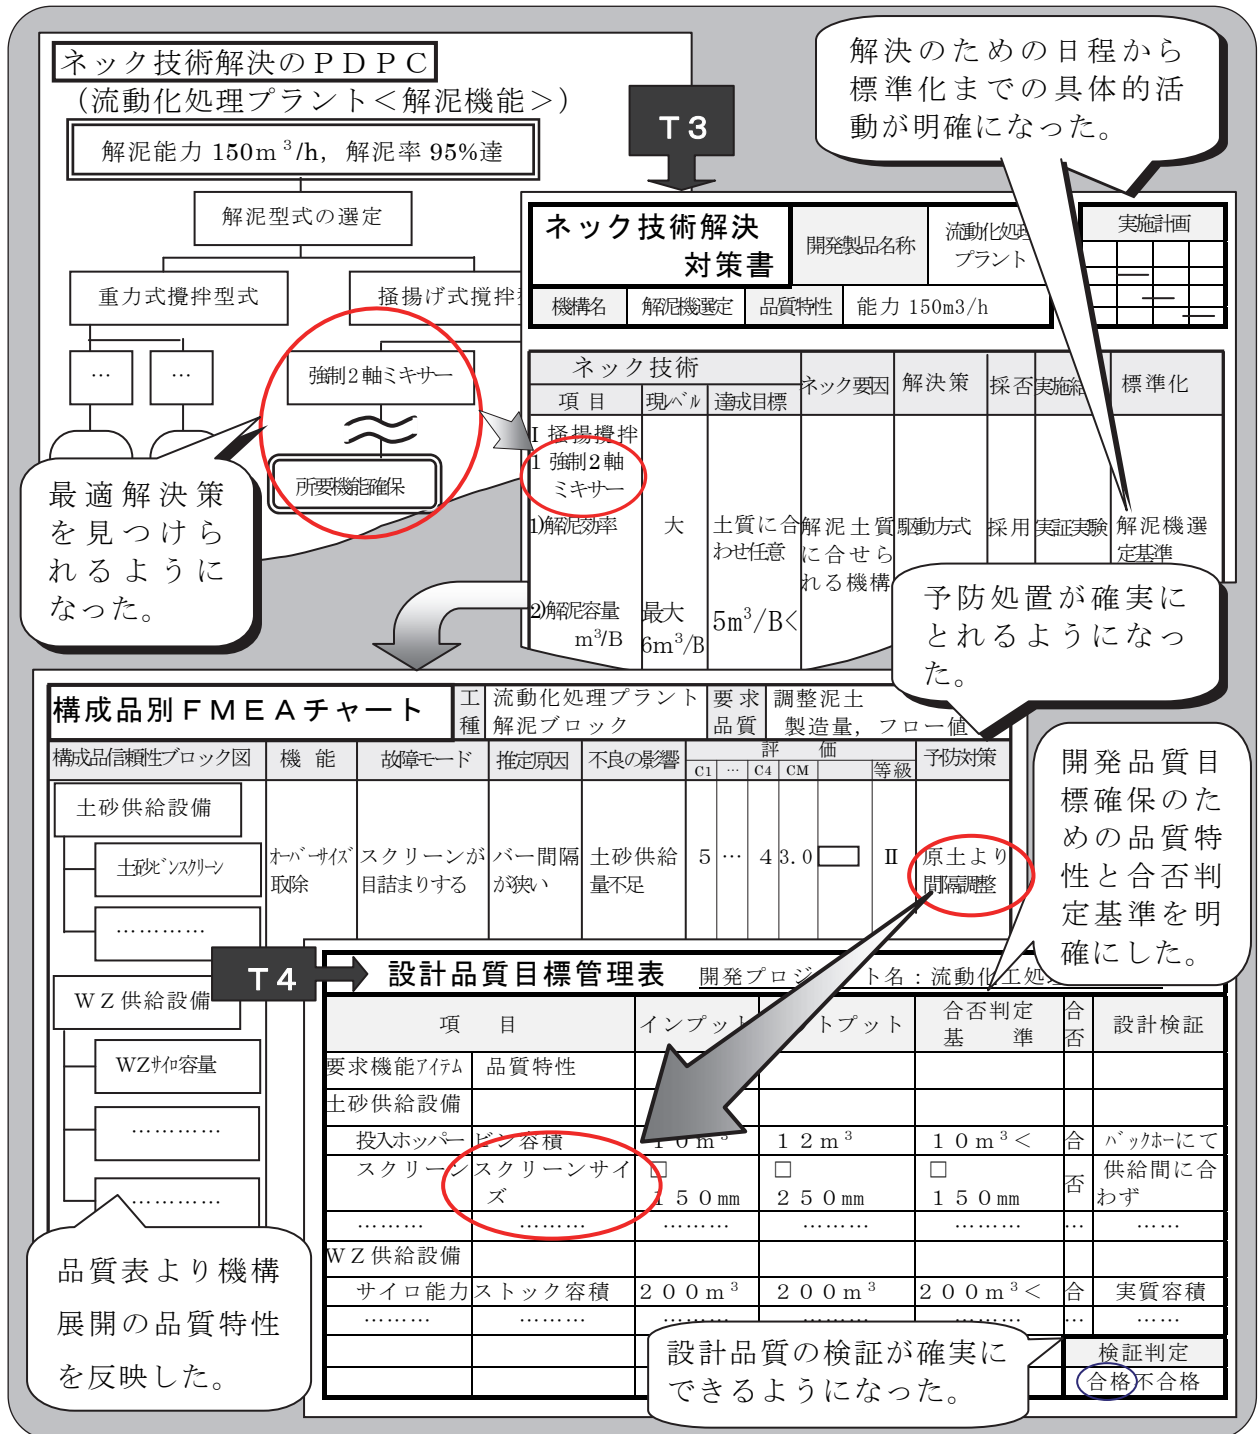 ネック技術解決のＰＤＰＣ
（流動化処理プラント＜解泥機能＞）
解泥能力 150ｍ³/h，解泥率 95%達
解泥型式の選定
重力式攪拌型式
掻揚げ式撹拌
…
…
強制２軸ミキサー
所要機能確保
最適解決策
を見つけら
れるように
なった。
Ｔ３
解決のための日程から
標準化までの具体的活
動が明確になった。
ネック技術解決
対策書
開発製品名称
流動化処理
プラント
機構名
解泥機選定
品質特性
能力 150m3/h
実施計画
ネック技術
項 目
現レベル
達成目標
ネック要因
解決策
採否
実施結
標準化
Ⅰ掻揚攪拌
1 強制2軸
ミキサー
1)解泥効率
大
土質に合
わせ任意
解泥土質
に合せら
れる機構
駆動方式
採用
実証実験
解泥機選
定基準
2)解泥容量
m³/B
最大
6m³/B
5m³/B<
予防処置が確実に
とれるようになっ
た。
構成品別ＦＭＥＡチャート
工種
流動化処理プラント
解泥ブロック
要求
品質
調整泥土
製造量，フロー値
構成品信頼性ブロック図
機 能
故障モード
推定原因
不良の影響
評 価
C1 … C4 CM 等級
予防対策
土砂供給設備
土砂ビンスクリーン
…………
ＷＺ供給設備
WZサイロ容量
…………
…………
オーバーサイズ
取除
スクリーンが
目詰まりする
バー間隔
が狭い
土砂供給
量不足
5 … 4 3.0 Ⅱ
原土より
間隔調整
開発品質目
標確保のた
めの品質特
性と合否判
定基準を明
確にした。
Ｔ４
設計品質目標管理表
開発プロジ
ト名：流動化工処
項 目
インプット
トプット
合否判定
基 準
合否
設計検証
要求機能アイテム 品質特性
土砂供給設備
投入ホッパー ビン容積 １０ｍ³ １２ｍ³ １０ｍ³＜ 合 バックホーにて
スクリーン スクリーンサイ □ □ □ 否 供給間に合
ズ １５０㎜ ２５０㎜ １５０㎜ わず
……… ……… ……… ……… ……… … ……
ＷＺ供給設備
サイロ能力 ストック容積 ２００ｍ³ ２００ｍ³ ２００ｍ³＜ 合 実質容積
……… ……… ……… ……… ……… … ……
検証判定
合格 不合格
品質表より機構
展開の品質特性
を反映した。
設計品質の検証が確実に
できるようになった。